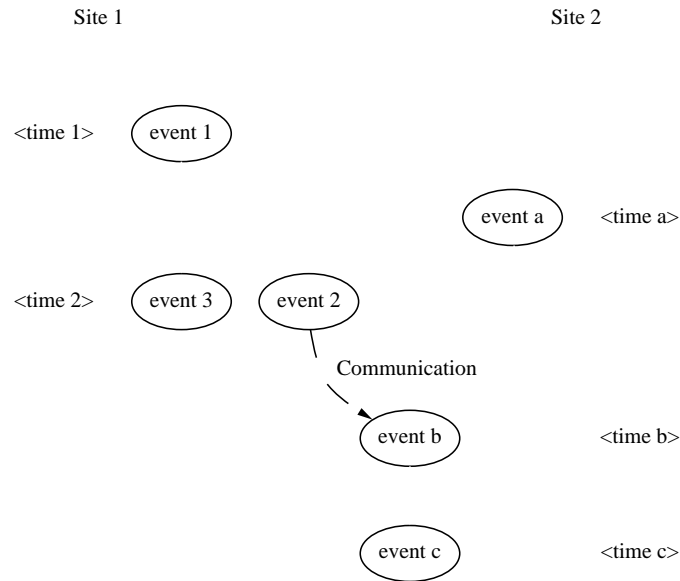 Site 1
Site 2
<time 1>
event 1
event a
<time a>
<time 2>
event 3
event 2
Communication
event b
<time b>
event c
<time c>